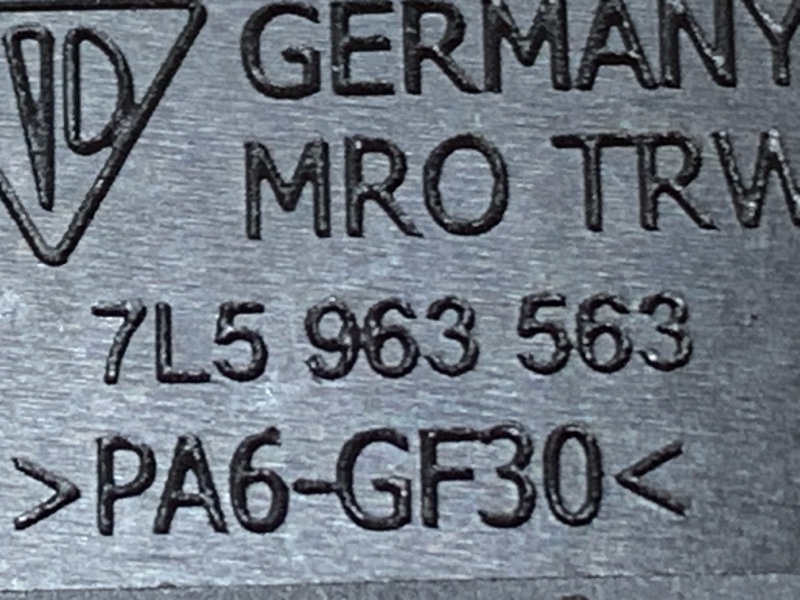 GERMANY
MRO TRW
7L5 963 563
>PA6-GF30<